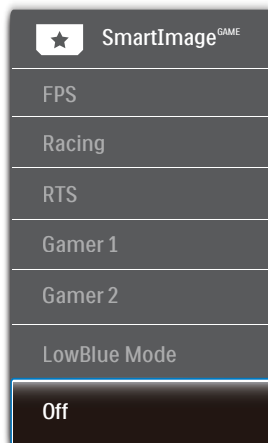 SmartImage GAME
FPS
Racing
RTS
Gamer 1
Gamer 2
LowBlue Mode
Off